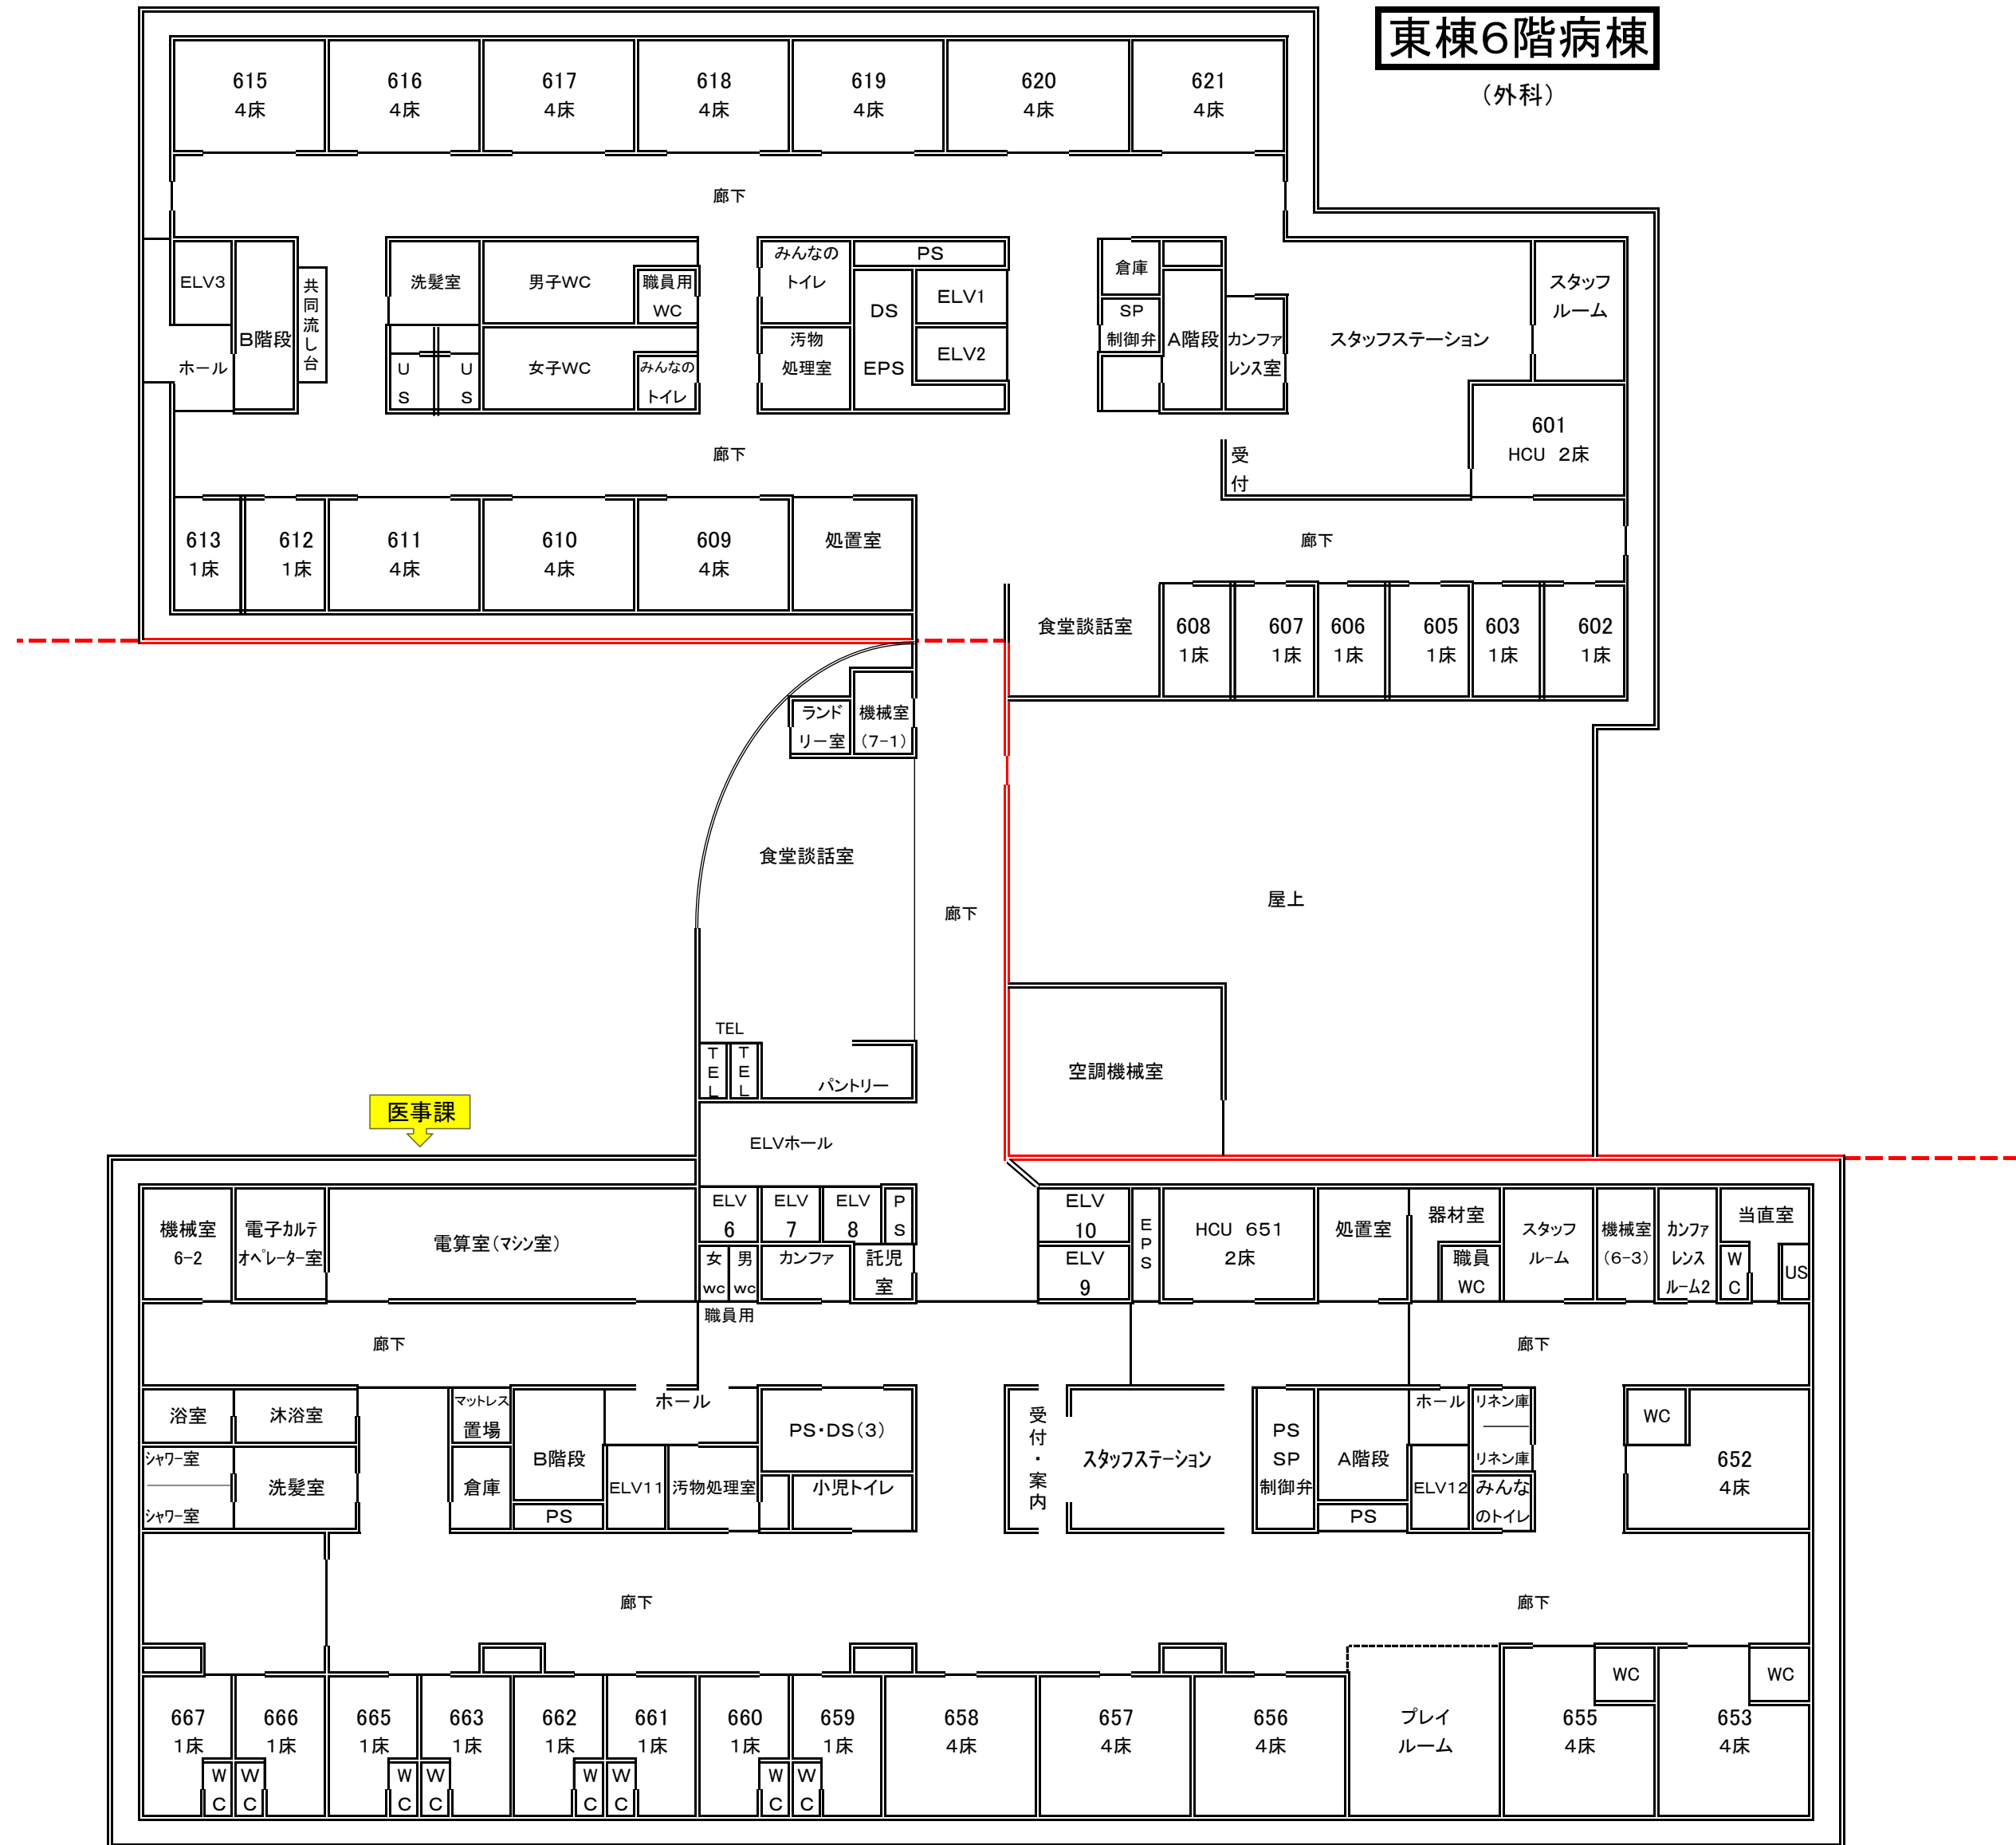 東棟６階病棟
（外科）
615
4床
616
4床
617
4床
618
4床
619
4床
620
4床
621
4床
廊下
ELV3
ホール
B階段
共同流し台
洗髪室
US
US
男子WC
職員用
WC
女子WC
みんなの
トイレ
みんなの
トイレ
汚物
処理室
PS
DS
EPS
ELV1
ELV2
倉庫
SP
制御弁
A階段
カンファ
レンス室
スタッフステーション
スタッフ
ルーム
601
HCU 2床
廊下
受付
613
1床
612
1床
611
4床
610
4床
609
4床
処置室
廊下
食堂談話室
608
1床
607
1床
606
1床
605
1床
603
1床
602
1床
ランド
リー室
機械室
(7-1)
食堂談話室
廊下
屋上
TEL
TEL
TEL
パントリー
空調機械室
医事課
ELVホール
機械室
6-2
電子カルテ
オペレーター室
電算室(マシン室)
ELV
6
ELV
7
ELV
8
PS
女
wc
男
wc
職員用
カンファ
託児
室
ELV
10
ELV
9
EPS
HCU 651
2床
処置室
器材室
職員
WC
スタッフ
ルーム
機械室
(6-3)
カンファ
レンス
ルーム2
当直室
WC
US
廊下
廊下
浴室
沐浴室
シャワー室
シャワー室
洗髪室
マットレス
置場
倉庫
B階段
PS
ホール
ELV11
汚物処理室
PS・DS(3)
小児トイレ
受付・案内
スタッフステーション
PS
SP
制御弁
A階段
PS
ホール
ELV12
リネン庫
リネン庫
みんな
のトイレ
WC
652
4床
廊下
廊下
667
1床
WC
666
1床
WC
665
1床
WC
663
1床
WC
662
1床
WC
661
1床
WC
660
1床
WC
659
1床
WC
658
4床
657
4床
656
4床
プレイ
ルーム
WC
655
4床
WC
653
4床